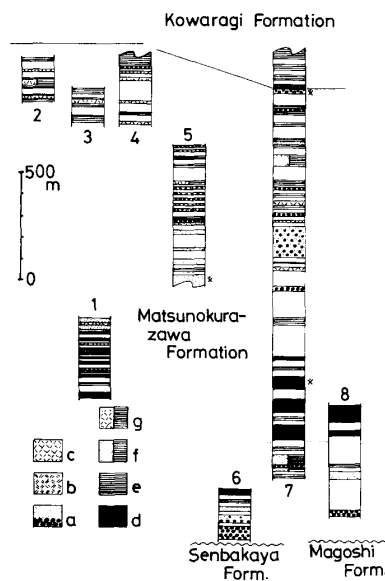 Kowaragi Formation
2
3
4
5
500
m
0
*
1
Matsunokura-
zawa
Formation
*
*
8
g
c
f
b
e
a
d
6
7
Senbakaya
Form.
Magoshi
Form.